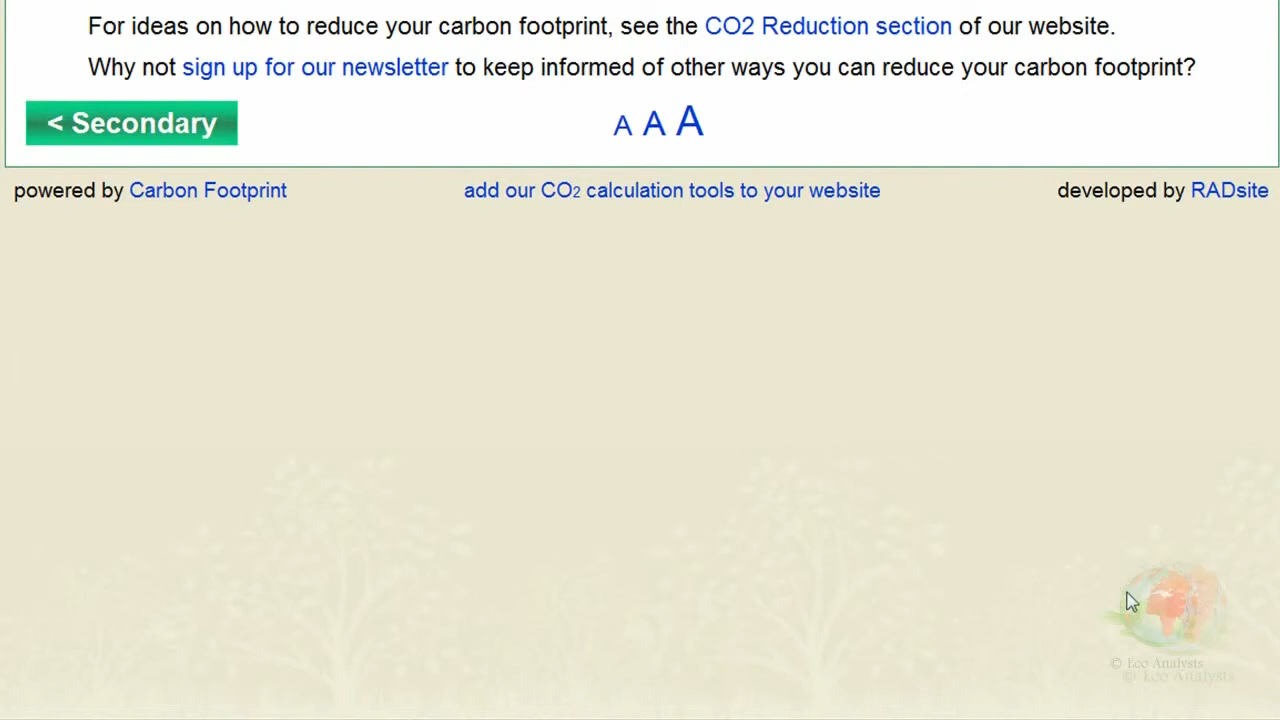 For ideas on how to reduce your carbon footprint, see the CO2 Reduction section of our website.
Why not sign up for our newsletter to keep informed of other ways you can reduce your carbon footprint?
< Secondary
A A A
powered by Carbon Footprint
add our CO2 calculation tools to your website
developed by RADsite
© Eco Analysts
© Eco Analysts